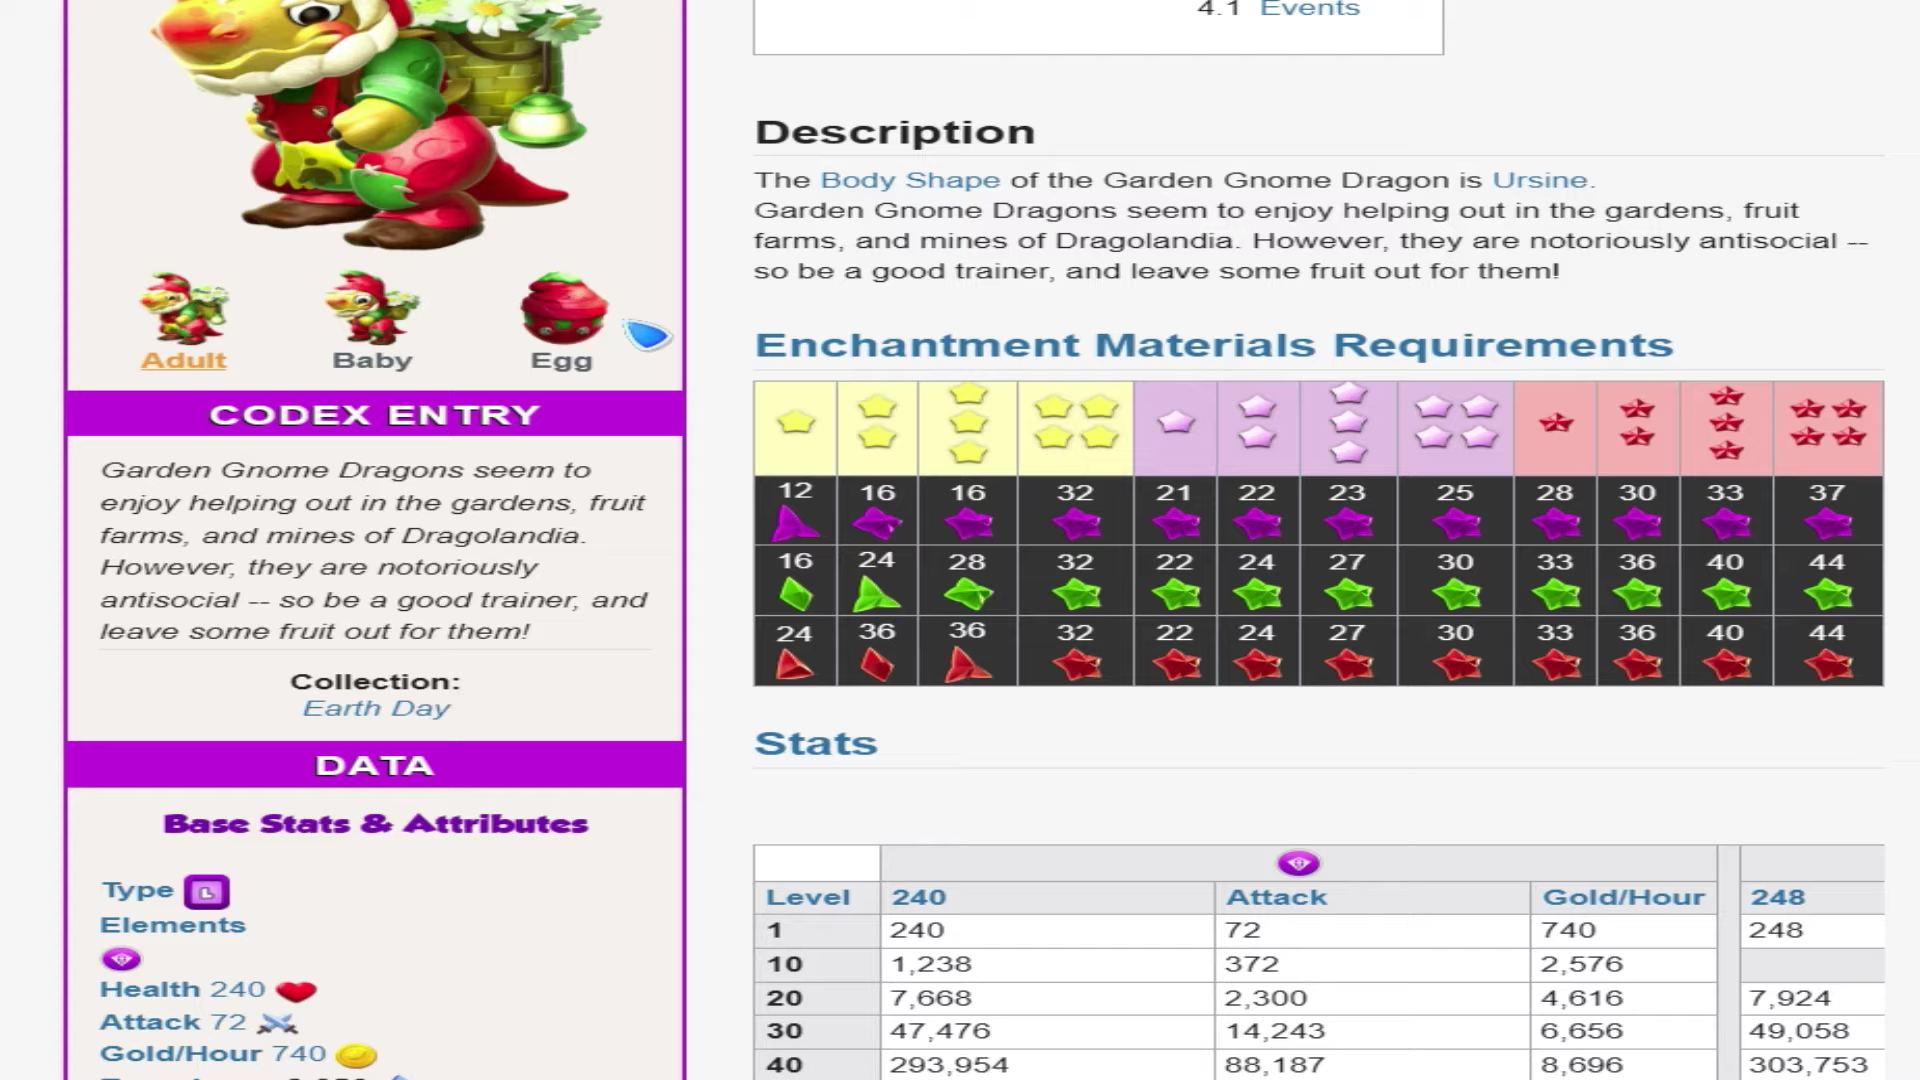 4.1 Events
Adult Baby Egg
CODEX ENTRY
Garden Gnome Dragons seem to
enjoy helping out in the gardens, fruit
farms, and mines of Dragolandia.
However, they are notoriously
antisocial -- so be a good trainer, and
leave some fruit out for them!
Collection:
Earth Day
DATA
Base Stats & Attributes
Type L
Elements
Health 240
Attack 72
Gold/Hour 740
Description
The Body Shape of the Garden Gnome Dragon is Ursine.
Garden Gnome Dragons seem to enjoy helping out in the gardens, fruit
farms, and mines of Dragolandia. However, they are notoriously antisocial --
so be a good trainer, and leave some fruit out for them!
Enchantment Materials Requirements
12 16 16 32 21 22 23 25 28 30 33 37
16 24 28 32 22 24 27 30 33 36 40 44
24 36 36 32 22 24 27 30 33 36 40 44
Stats
Level 240 Attack Gold/Hour 248
1 240 72 740 248
10 1,238 372 2,576
20 7,668 2,300 4,616 7,924
30 47,476 14,243 6,656 49,058
40 293,954 88,187 8,696 303,753